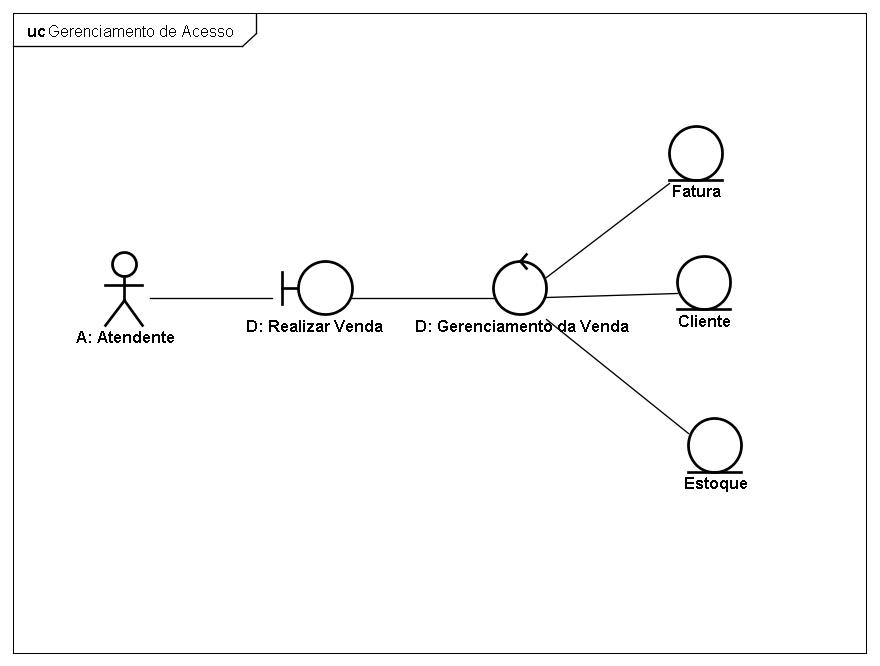 uc Gerenciamento de Acesso
Fatura
Cliente
A: Atendente
D: Realizar Venda
D: Gerenciamento da Venda
Estoque